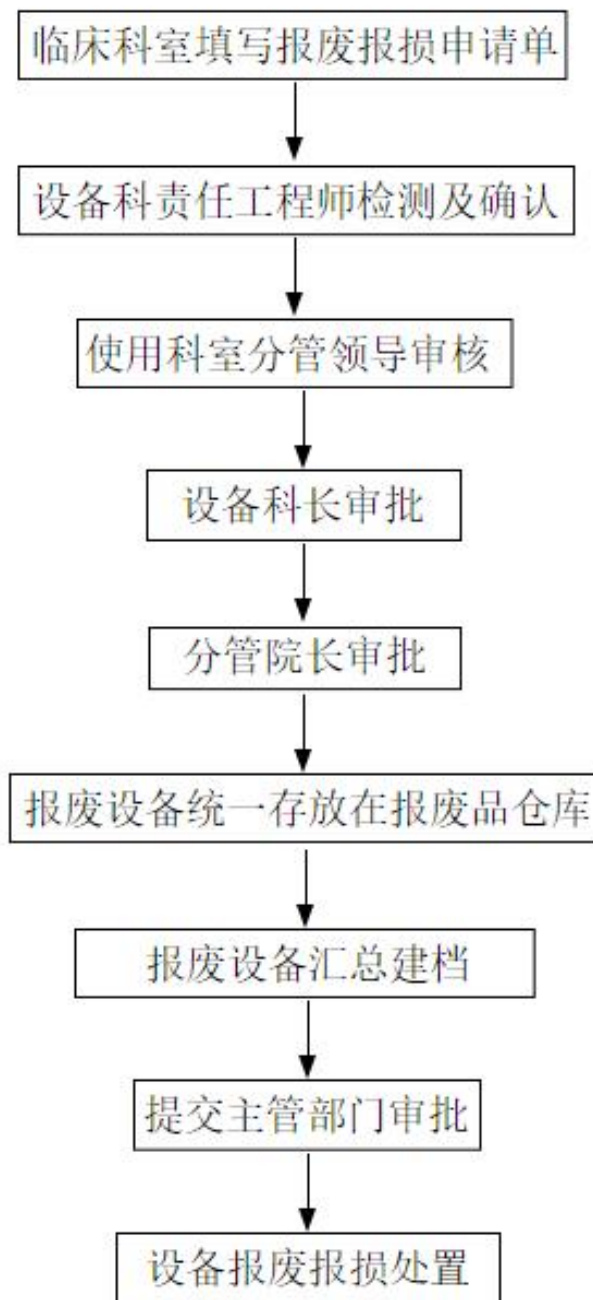 临床科室填写报废报损申请单
设备科责任工程师检测及确认
使用科室分管领导审核
设备科长审批
分管院长审批
报废设备统一存放在报废品仓库
报废设备汇总建档
提交主管部门审批
设备报废报损处置